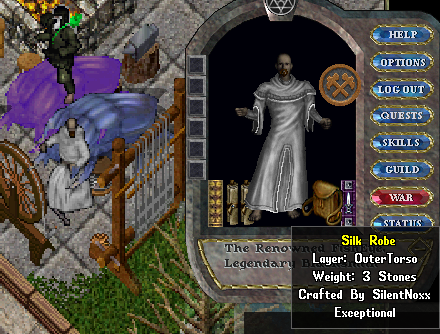 HELP
OPTIONS
LOG OUT
QUESTS
SKILLS
GUILD
WAR
STATUS
The Renowned
Legendary
Silk Robe
Layer: OuterTorso
Weight: 3 Stones
Crafted By SilentNoxx
Exceptional